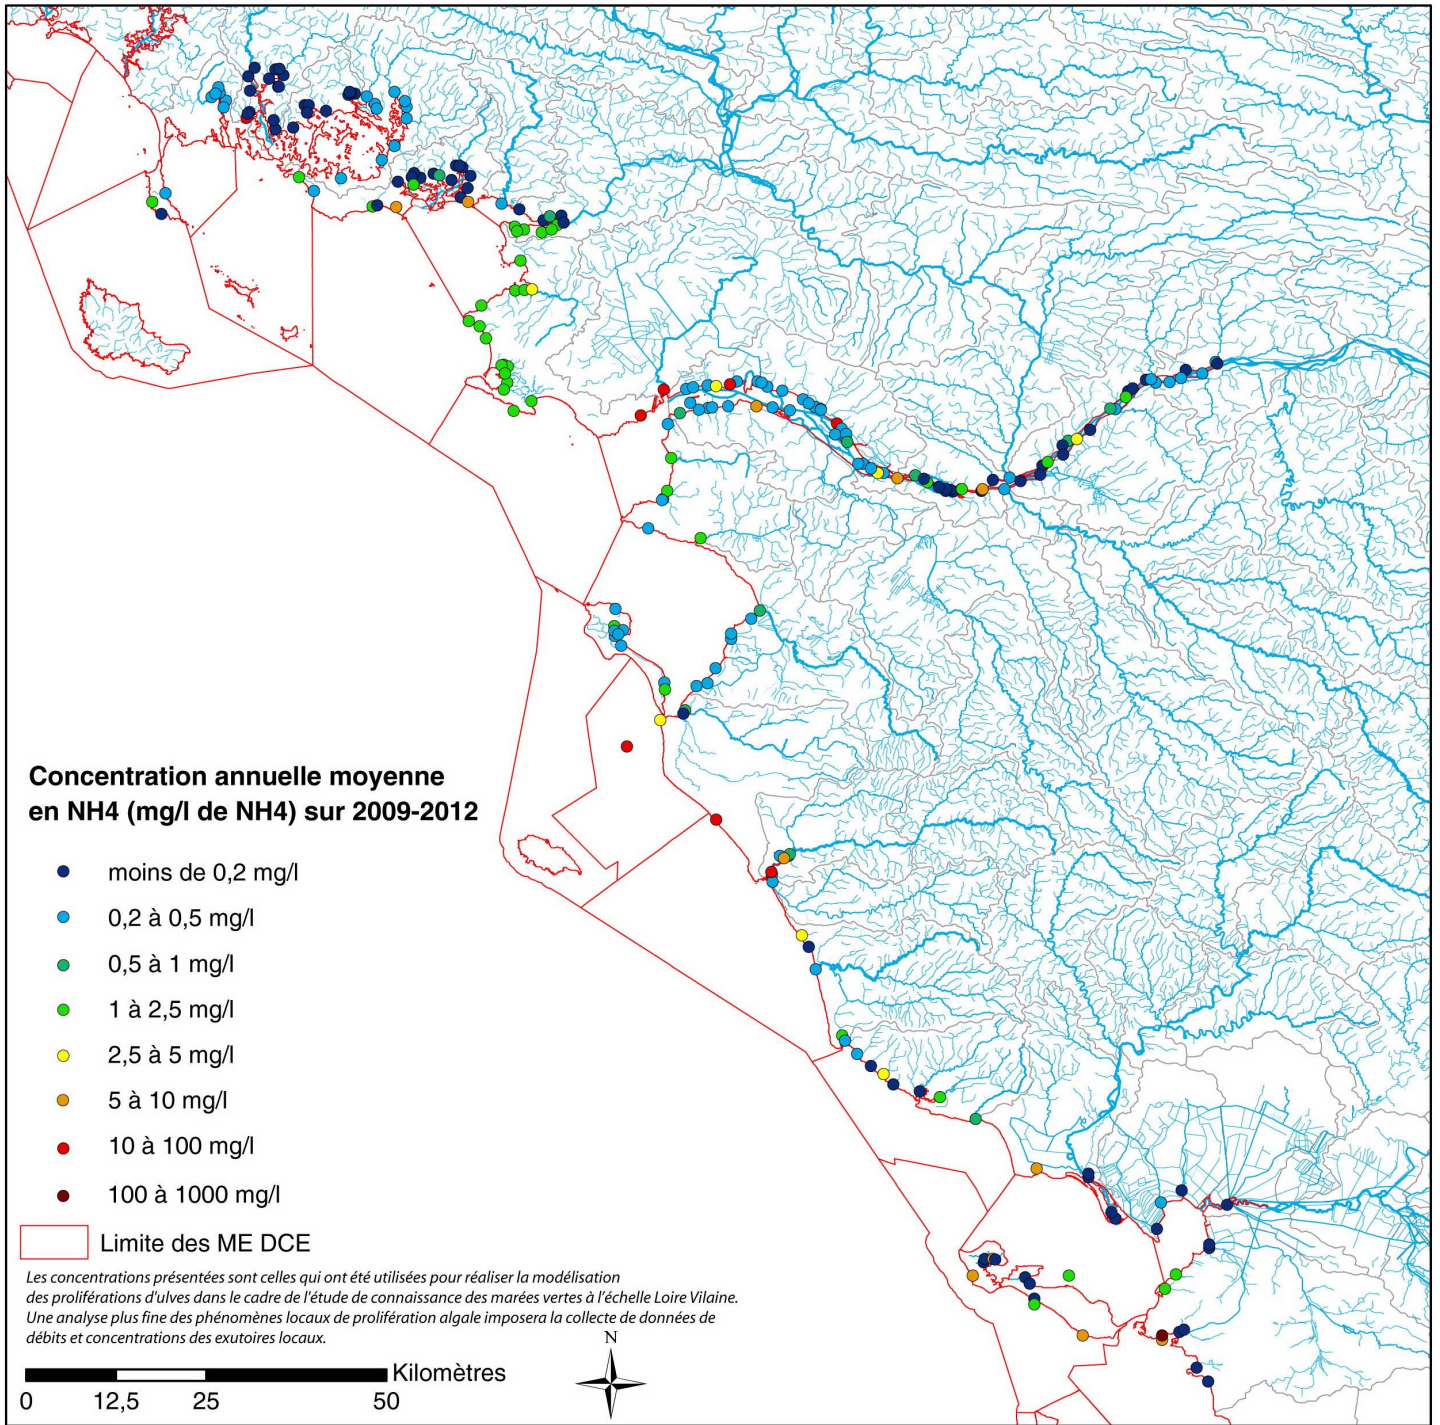 Concentration annuelle moyenne
en NH4 (mg/l de NH4) sur 2009-2012
moins de 0,2 mg/l
0,2 à 0,5 mg/l
0,5 à 1 mg/l
1 à 2,5 mg/l
2,5 à 5 mg/l
5 à 10 mg/l
10 à 100 mg/l
100 à 1000 mg/l
Limite des ME DCE
Les concentrations présentées sont celles qui ont été utilisées pour réaliser la modélisation
des proliférations d'ulves dans le cadre de l'étude de connaissance des marées vertes à l'échelle Loire Vilaine.
Une analyse plus fine des phénomènes locaux de prolifération algale imposera la collecte de données de
débits et concentrations des exutoires locaux.
N
Kilomètres
0 12,5 25 50